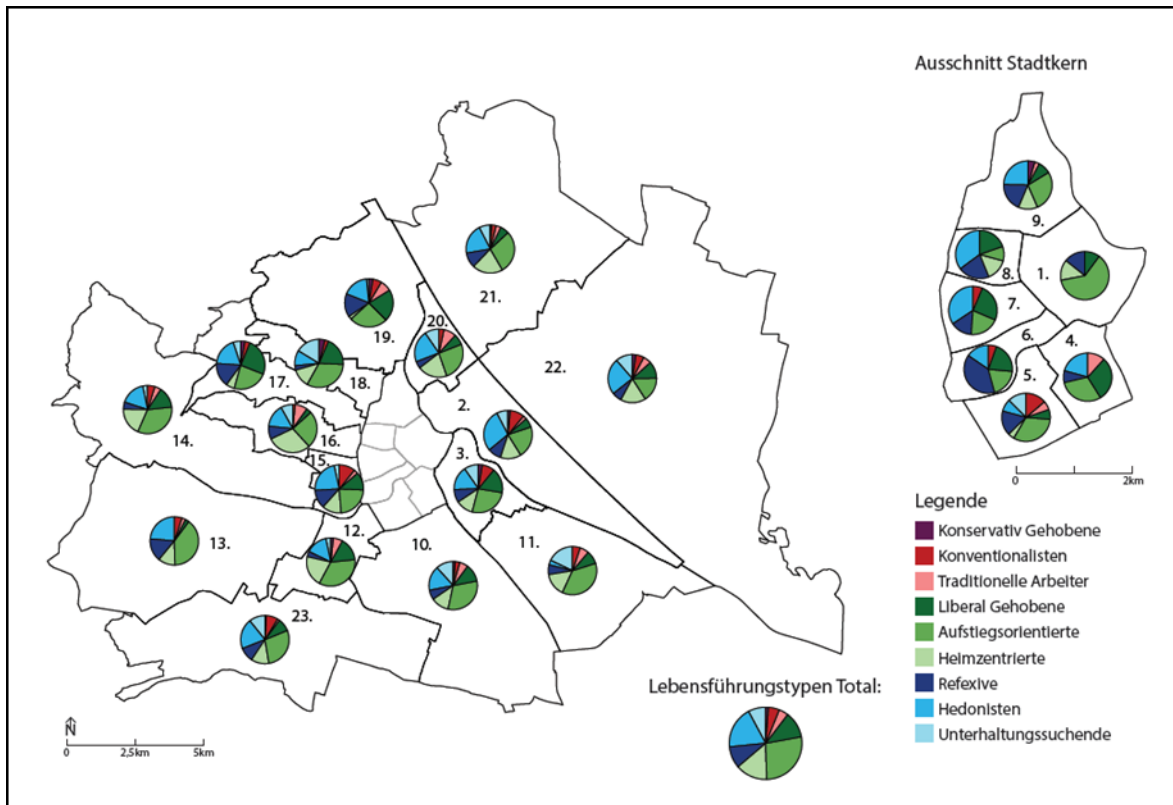 Ausschnitt Stadtkern
9.
8.
1.
7.
6.
4.
5.
0
2km
21.
19.
20.
22.
17.
18.
2.
14.
16.
15.
3.
13.
12.
10.
11.
23.
Legende
Konservativ Gehobene
Konventionalisten
Traditionelle Arbeiter
Liberal Gehobene
Aufstiegsorientierte
Heimzentrierte
Refexive
Hedonisten
Unterhaltungssuchende
Lebensführungstypen Total:
N
0
2,5km
5km